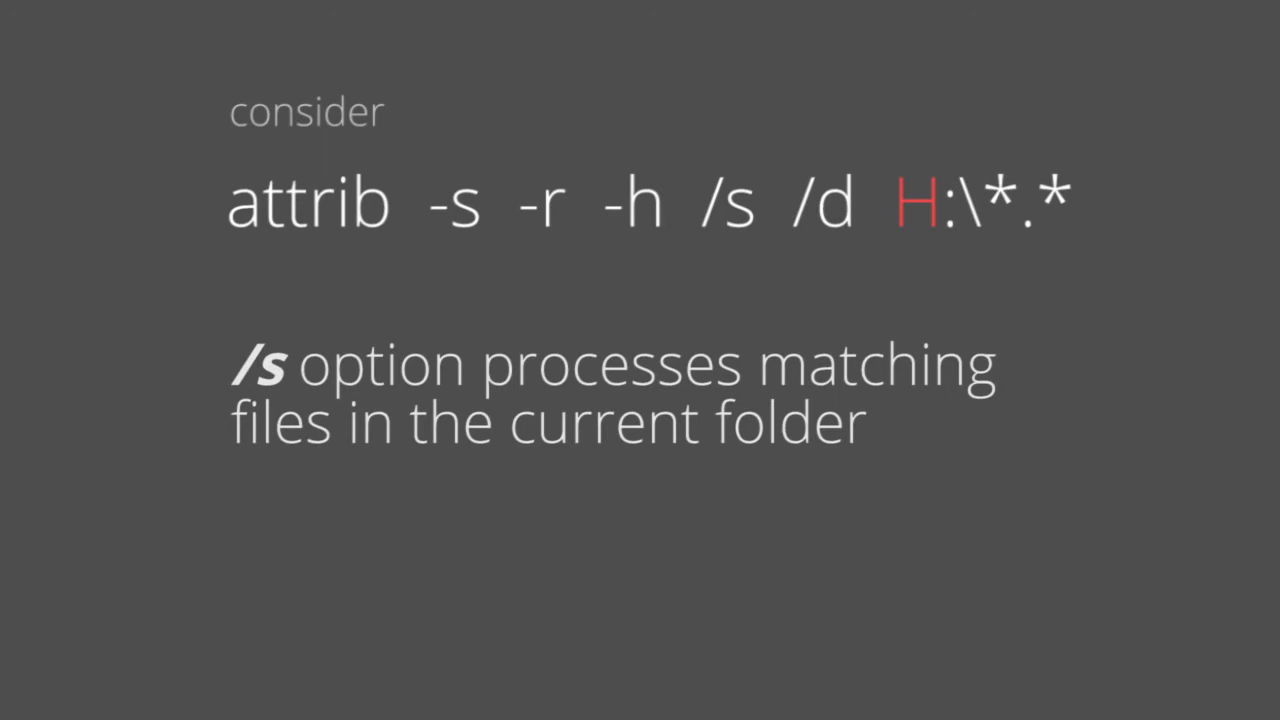 consider
attrib -s -r -h /s /d H:\*.*
/s option processes matching
files in the current folder